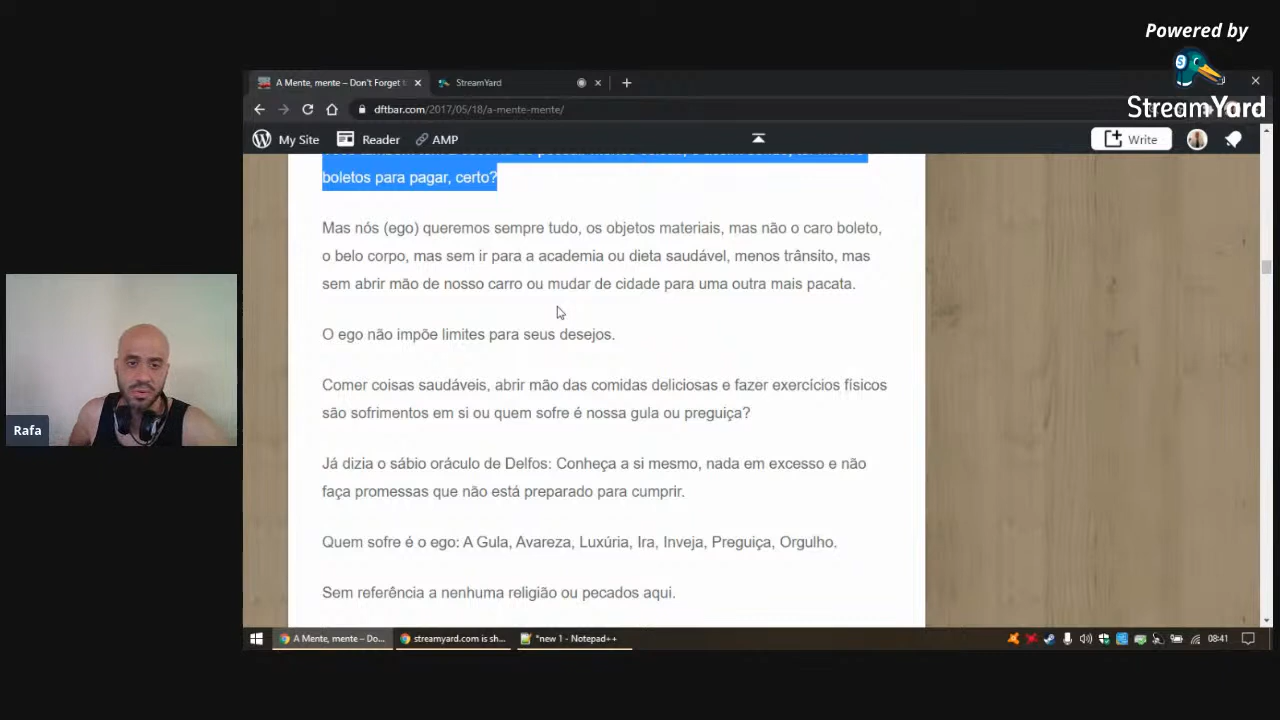 Powered by
StreamYard
A Mente, mente – Don't Forget
StreamYard
dftbar.com/2017/05/18/a-mente-mente/
My Site
Reader
AMP
Write
boletos para pagar, certo?
Mas nós (ego) queremos sempre tudo, os objetos materiais, mas não o caro boleto,
o belo corpo, mas sem ir para a academia ou dieta saudável, menos trânsito, mas
sem abrir mão de nosso carro ou mudar de cidade para uma outra mais pacata.
O ego não impõe limites para seus desejos.
Comer coisas saudáveis, abrir mão das comidas deliciosas e fazer exercícios físicos
são sofrimentos em si ou quem sofre é nossa gula ou preguiça?
Já dizia o sábio oráculo de Delfos: Conheça a si mesmo, nada em excesso e não
faça promessas que não está preparado para cumprir.
Quem sofre é o ego: A Gula, Avareza, Luxúria, Ira, Inveja, Preguiça, Orgulho.
Sem referência a nenhuma religião ou pecados aqui.
Rafa
A Mente, mente – Do...
streamyard.com is sh...
*new 1 - Notepad++
08:41